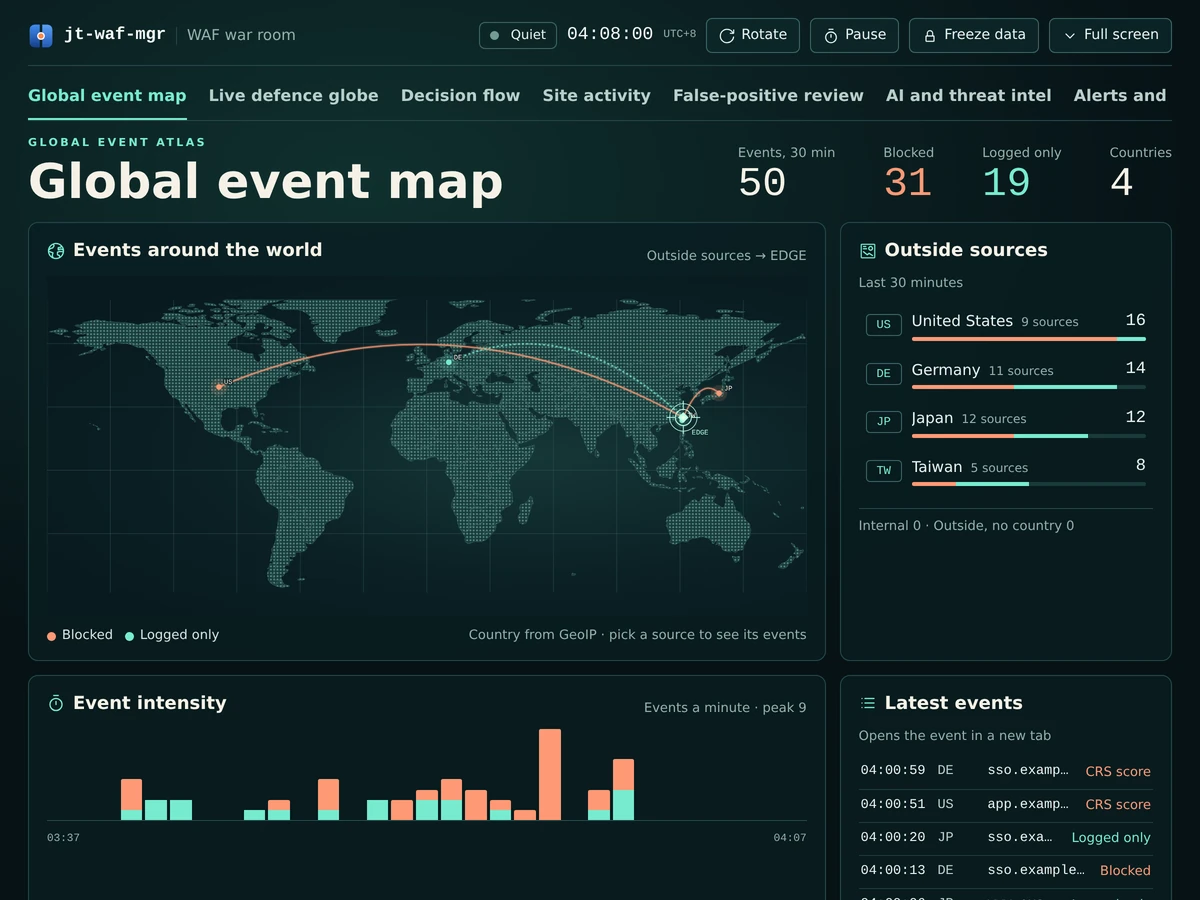 jt-waf-mgr WAF war room Quiet 04:08:00 UTC+8 Rotate Pause Freeze data Full screen
Global event map Live defence globe Decision flow Site activity False-positive review AI and threat intel Alerts and
GLOBAL EVENT ATLAS
Global event map
Events, 30 min Blocked Logged only Countries
50 31 19 4
Events around the world
Outside sources → EDGE
US
DE
JP
EDGE
Blocked Logged only
Country from GeoIP · pick a source to see its events
Outside sources
Last 30 minutes
US United States 9 sources 16
DE Germany 11 sources 14
JP Japan 12 sources 12
TW Taiwan 5 sources 8
Internal 0 · Outside, no country 0
Event intensity
Events a minute · peak 9
03:37 04:07
Latest events
Opens the event in a new tab
04:00:59 DE sso.examp… CRS score
04:00:51 US app.examp… CRS score
04:00:20 JP sso.exa… Logged only
04:00:13 DE sso.example… Blocked